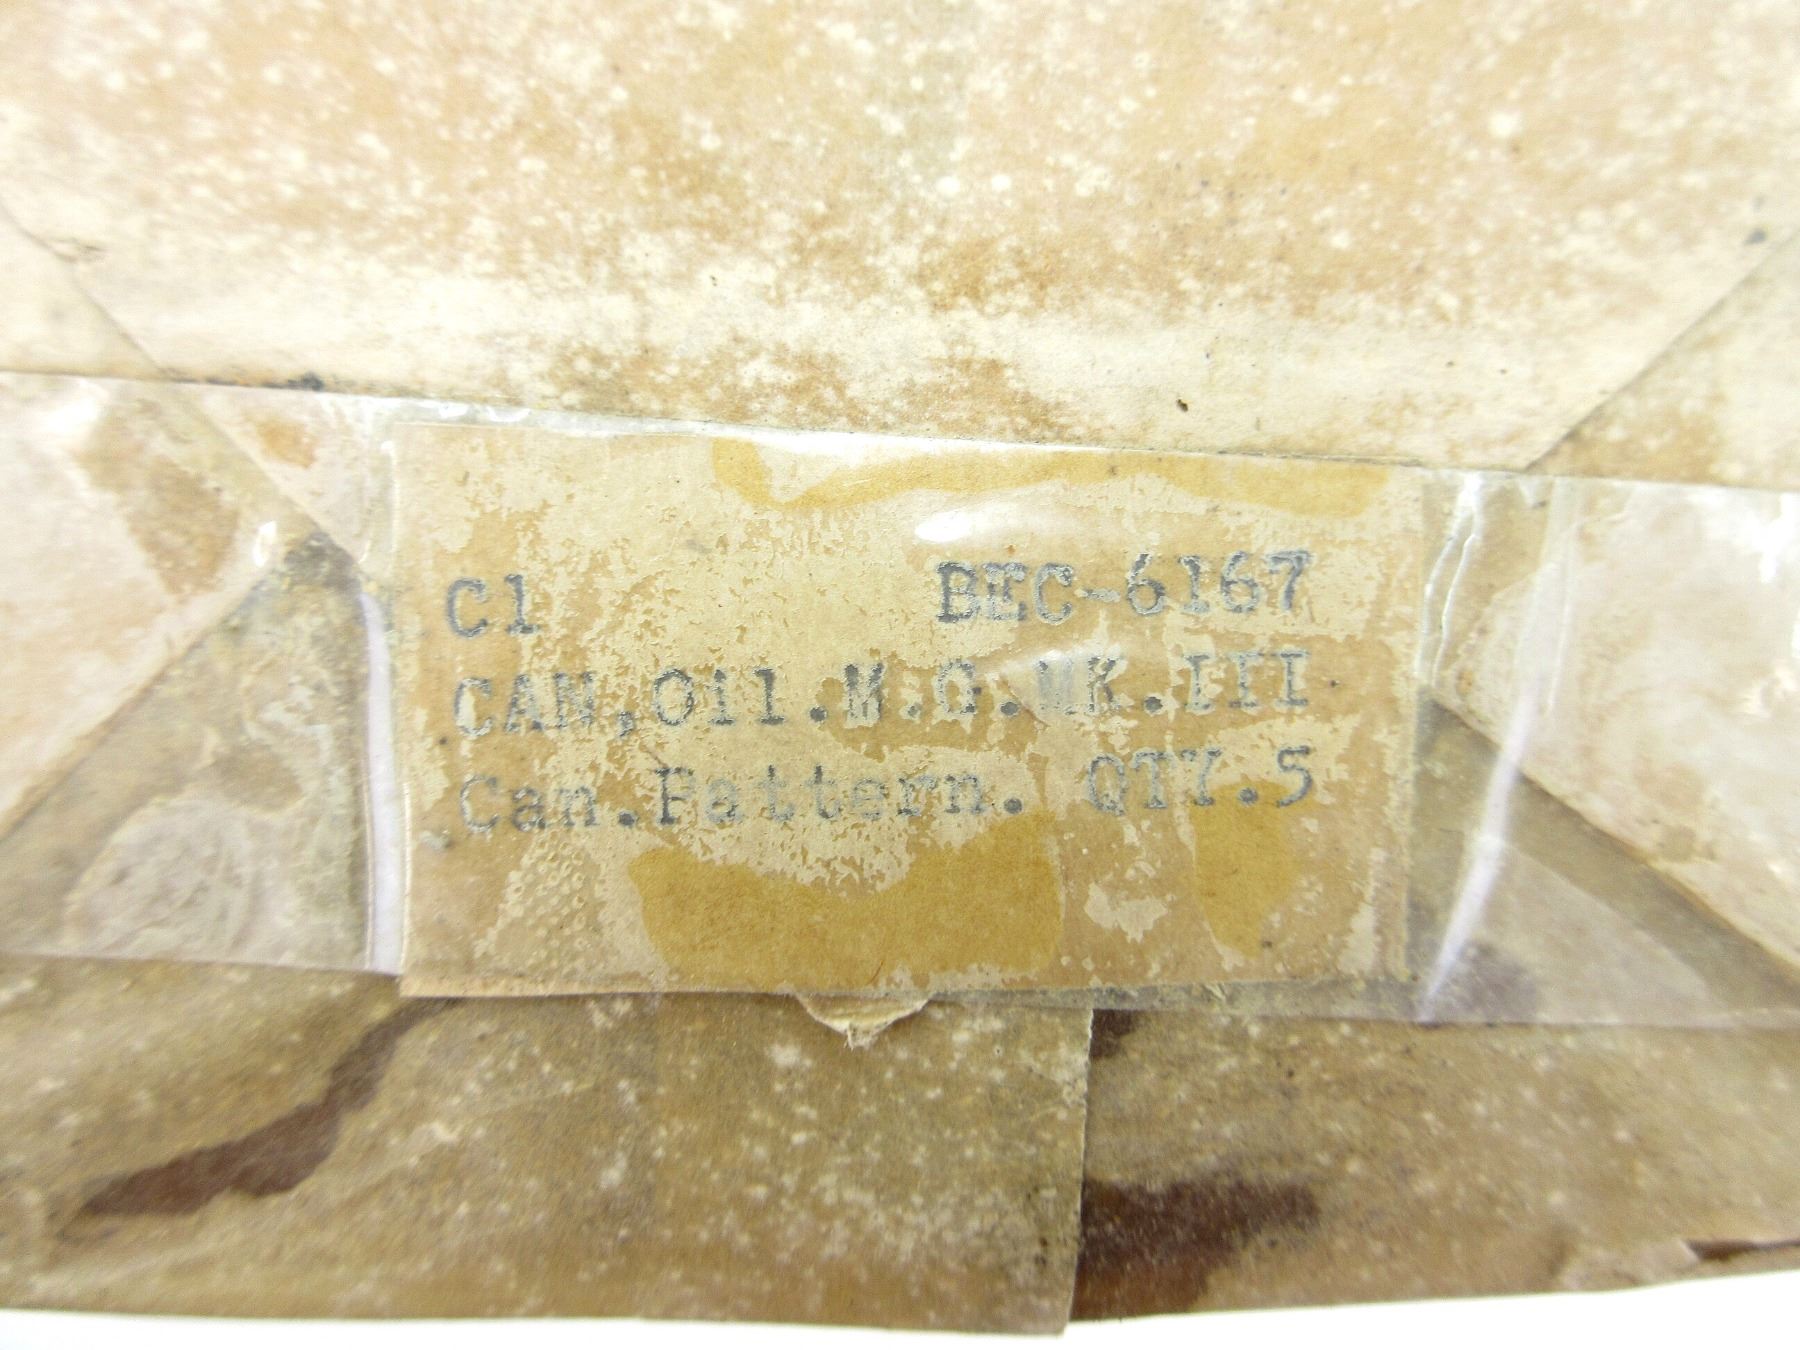 C1 BEC-6167
CAN,Oil.M.G.MK.III
Can.Pattern. QTY.5